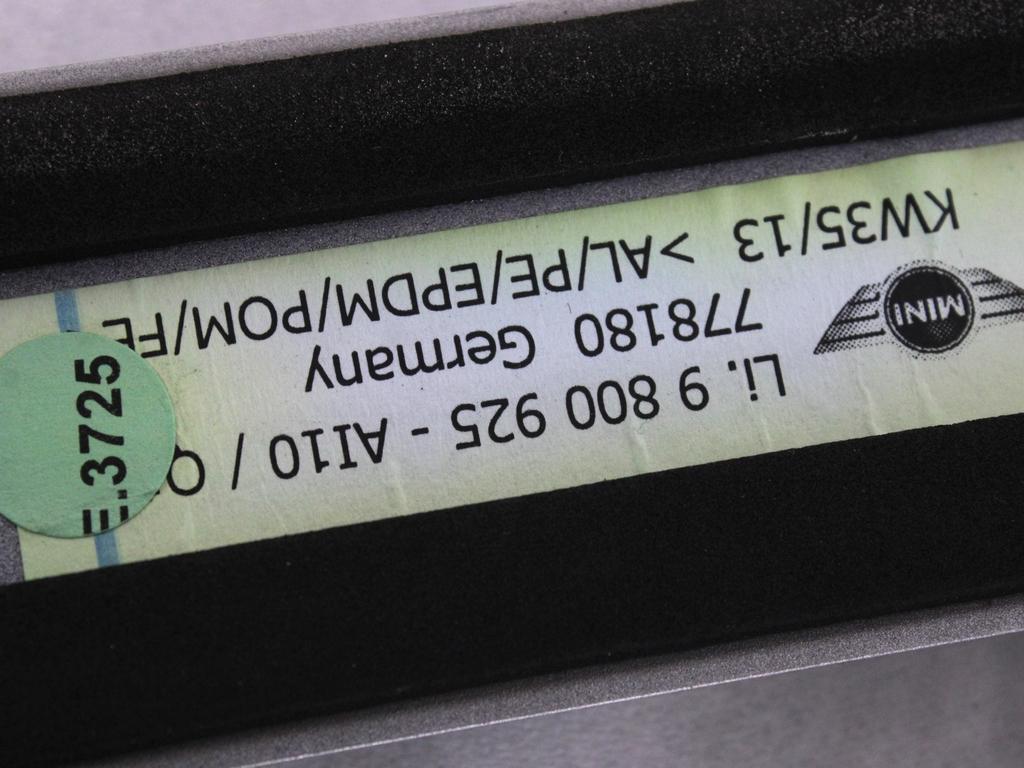 Li. 9 800 925 - AI10 /
778180 Germany
KW35/13 >AL/PE/EPDM/POM/FE
MINI
E.3725